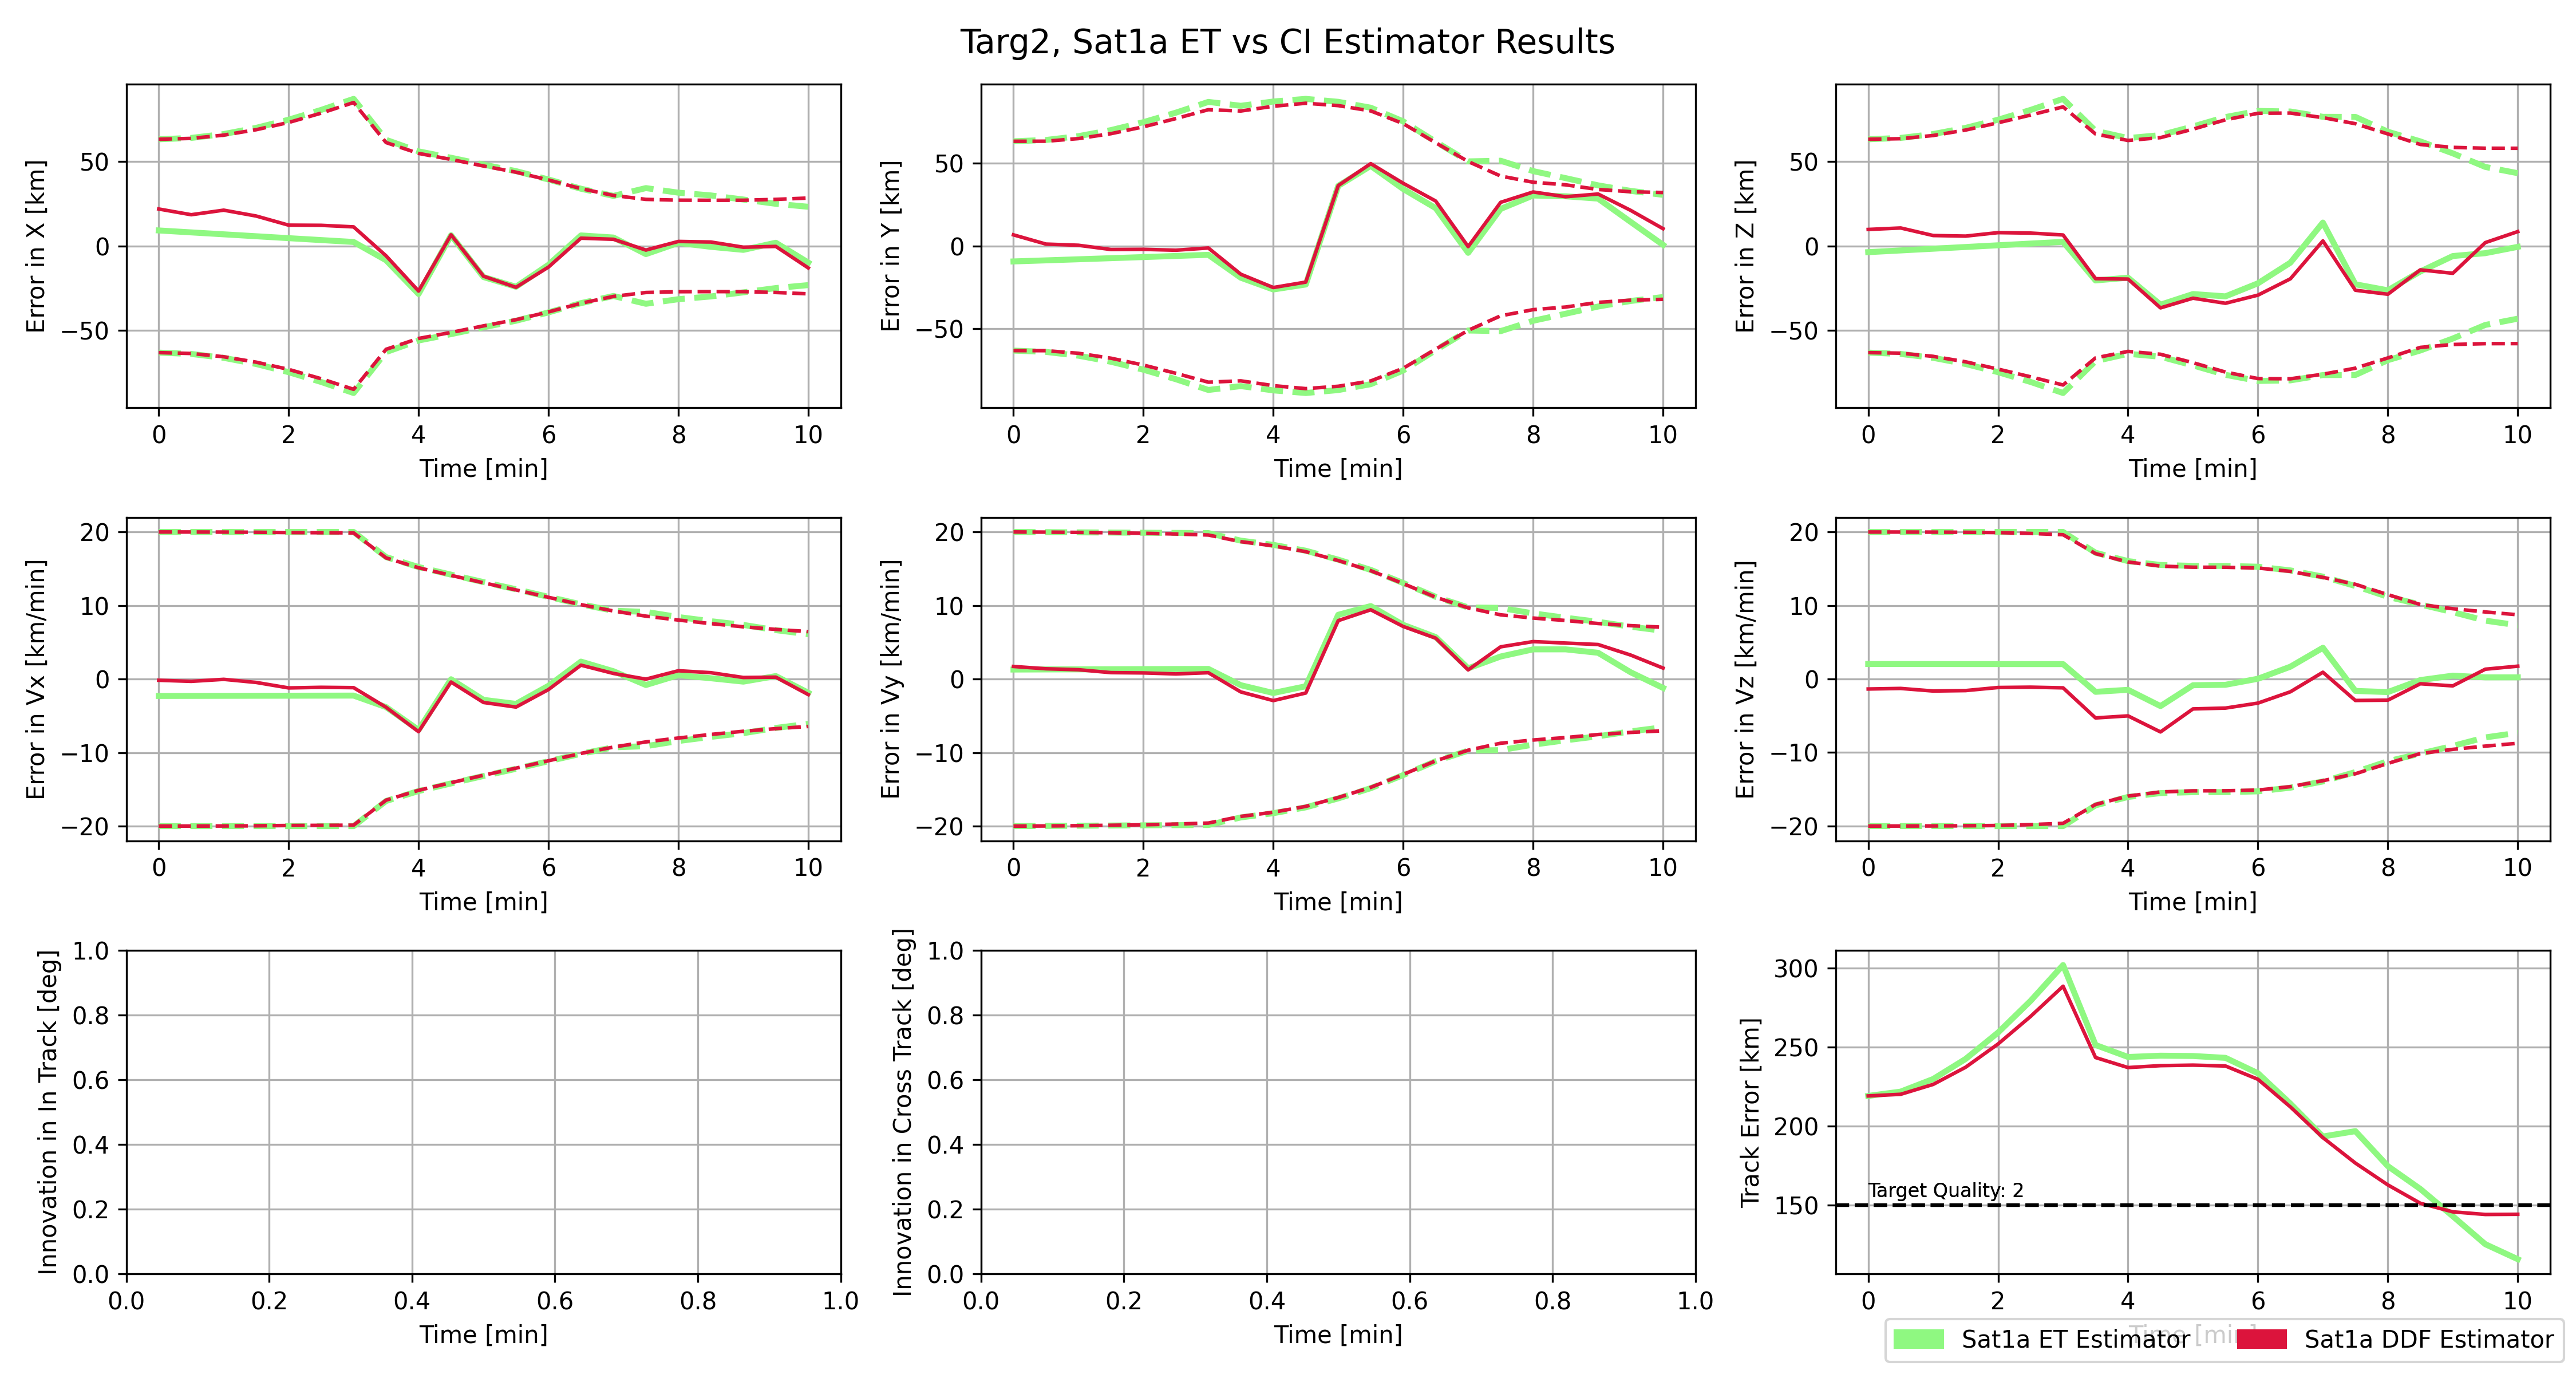 Targ2, Sat1a ET vs CI Estimator Results
Error in X [km]
50
0
−50
0 2 4 6 8 10
Time [min]
Error in Y [km]
50
0
−50
0 2 4 6 8 10
Time [min]
Error in Z [km]
50
0
−50
0 2 4 6 8 10
Time [min]
Error in Vx [km/min]
20
10
0
−10
−20
0 2 4 6 8 10
Time [min]
Error in Vy [km/min]
20
10
0
−10
−20
0 2 4 6 8 10
Time [min]
Error in Vz [km/min]
20
10
0
−10
−20
0 2 4 6 8 10
Time [min]
Innovation in In Track [deg]
1.0
0.8
0.6
0.4
0.2
0.0
0.0 0.2 0.4 0.6 0.8 1.0
Time [min]
Innovation in Cross Track [deg]
1.0
0.8
0.6
0.4
0.2
0.0
0.0 0.2 0.4 0.6 0.8 1.0
Time [min]
Track Error [km]
300
250
200
150
Target Quality: 2
0 2 4 6 8 10
Time [min]
Sat1a ET Estimator
Sat1a DDF Estimator